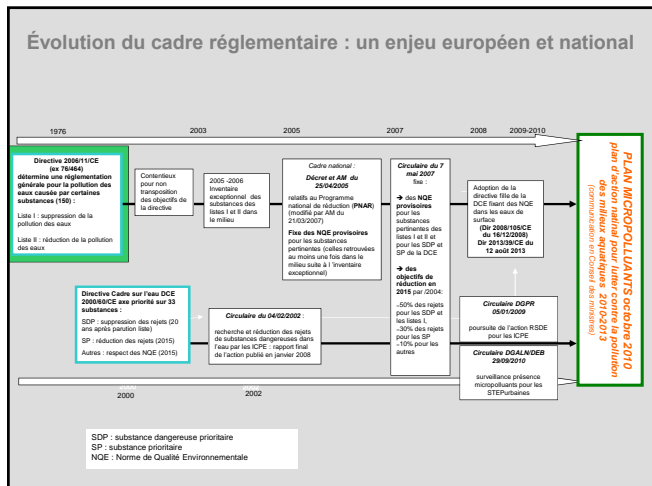 Évolution du cadre réglementaire : un enjeu européen et national
1976
2003
2005
2007
2008
2009-2010
Directive 2006/11/CE
(ex 76/464)
détermine une réglementation
générale pour la pollution des
eaux causée par certaines
substances (150) :
Liste I : suppression de la
pollution des eaux
Liste II : réduction de la pollution
des eaux
Contentieux
pour non
transposition
des objectifs de
la directive
2005 -2006
Inventaire
exceptionnel des
substances des
listes I et II dans
le milieu
Cadre national :
Décret et AM du
25/04/2005
relatifs au Programme
national de réduction (PNAR)
(modifié par AM du
21/03/2007)
Fixe des NQE provisoires
pour les substances
pertinentes (celles retrouvées
au moins une fois dans le
milieu suite à l 'inventaire
exceptionnel)
Circulaire du 7
mai 2007
fixe :
➔ des NQE
provisoires
pour les
substances
pertinentes des
listes I et II et
pour les SDP et
SP de la DCE
➔ des
objectifs de
réduction en
2015 par /2004:
-50% des rejets
pour les SDP et
les listes I,
-30% des rejets
pour les SP
-10% pour les
autres
Adoption de la
directive fille de la
DCE fixant des NQE
dans les eaux de
surface
(Dir 2008/105/CE
du 16/12/2008)
Dir 2013/39/CE du
12 août 2013
Directive Cadre sur l'eau DCE
2000/60/CE axe priorité sur 33
substances :
SDP : suppression des rejets (20
ans après parution liste)
SP : réduction des rejets (2015)
Autres : respect des NQE (2015)
Circulaire du 04/02/2002 :
recherche et réduction des rejets
de substances dangereuses dans
l'eau par les ICPE : rapport final
de l'action publié en janvier 2008
Circulaire DGPR
05/01/2009
poursuite de l'action RSDE
pour les ICPE
Circulaire DGALN/DEB
29/09/2010
surveillance présence
micropolluants pour les
STEPurbaines
PLAN MICROPOLLUANTS octobre 2010
plan d'action natinal pour lutter contre la pollution
des milieux aquatiques 2010-2013
(communication en Conseil des ministres)
2000
2002
SDP : substance dangereuse prioritaire
SP : substance prioritaire
NQE : Norme de Qualité Environnementale